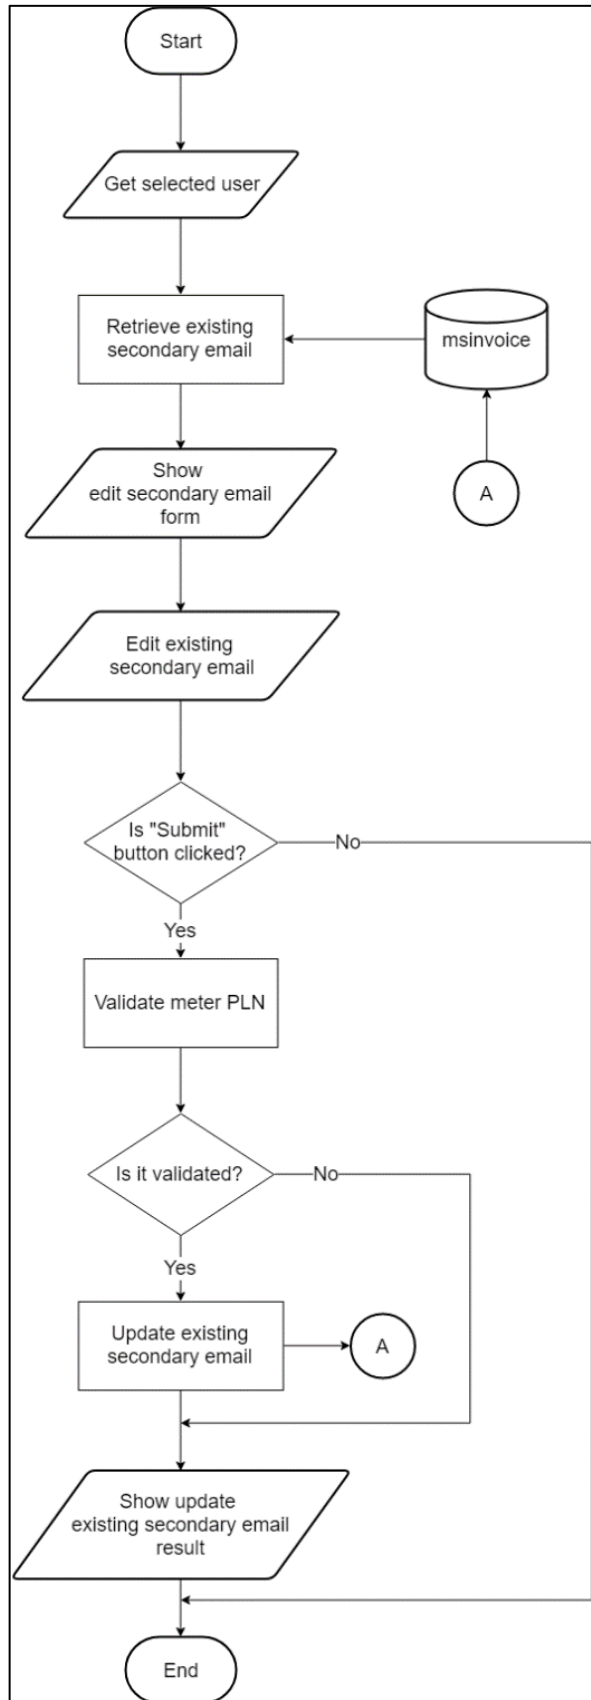 Start
Get selected user
Retrieve existing
secondary email
msinvoice
Show
edit secondary email
form
A
Edit existing
secondary email
Is "Submit"
button clicked?
No
Yes
Validate meter PLN
Is it validated?
No
Yes
Update existing
secondary email
A
Show update
existing secondary email
result
End